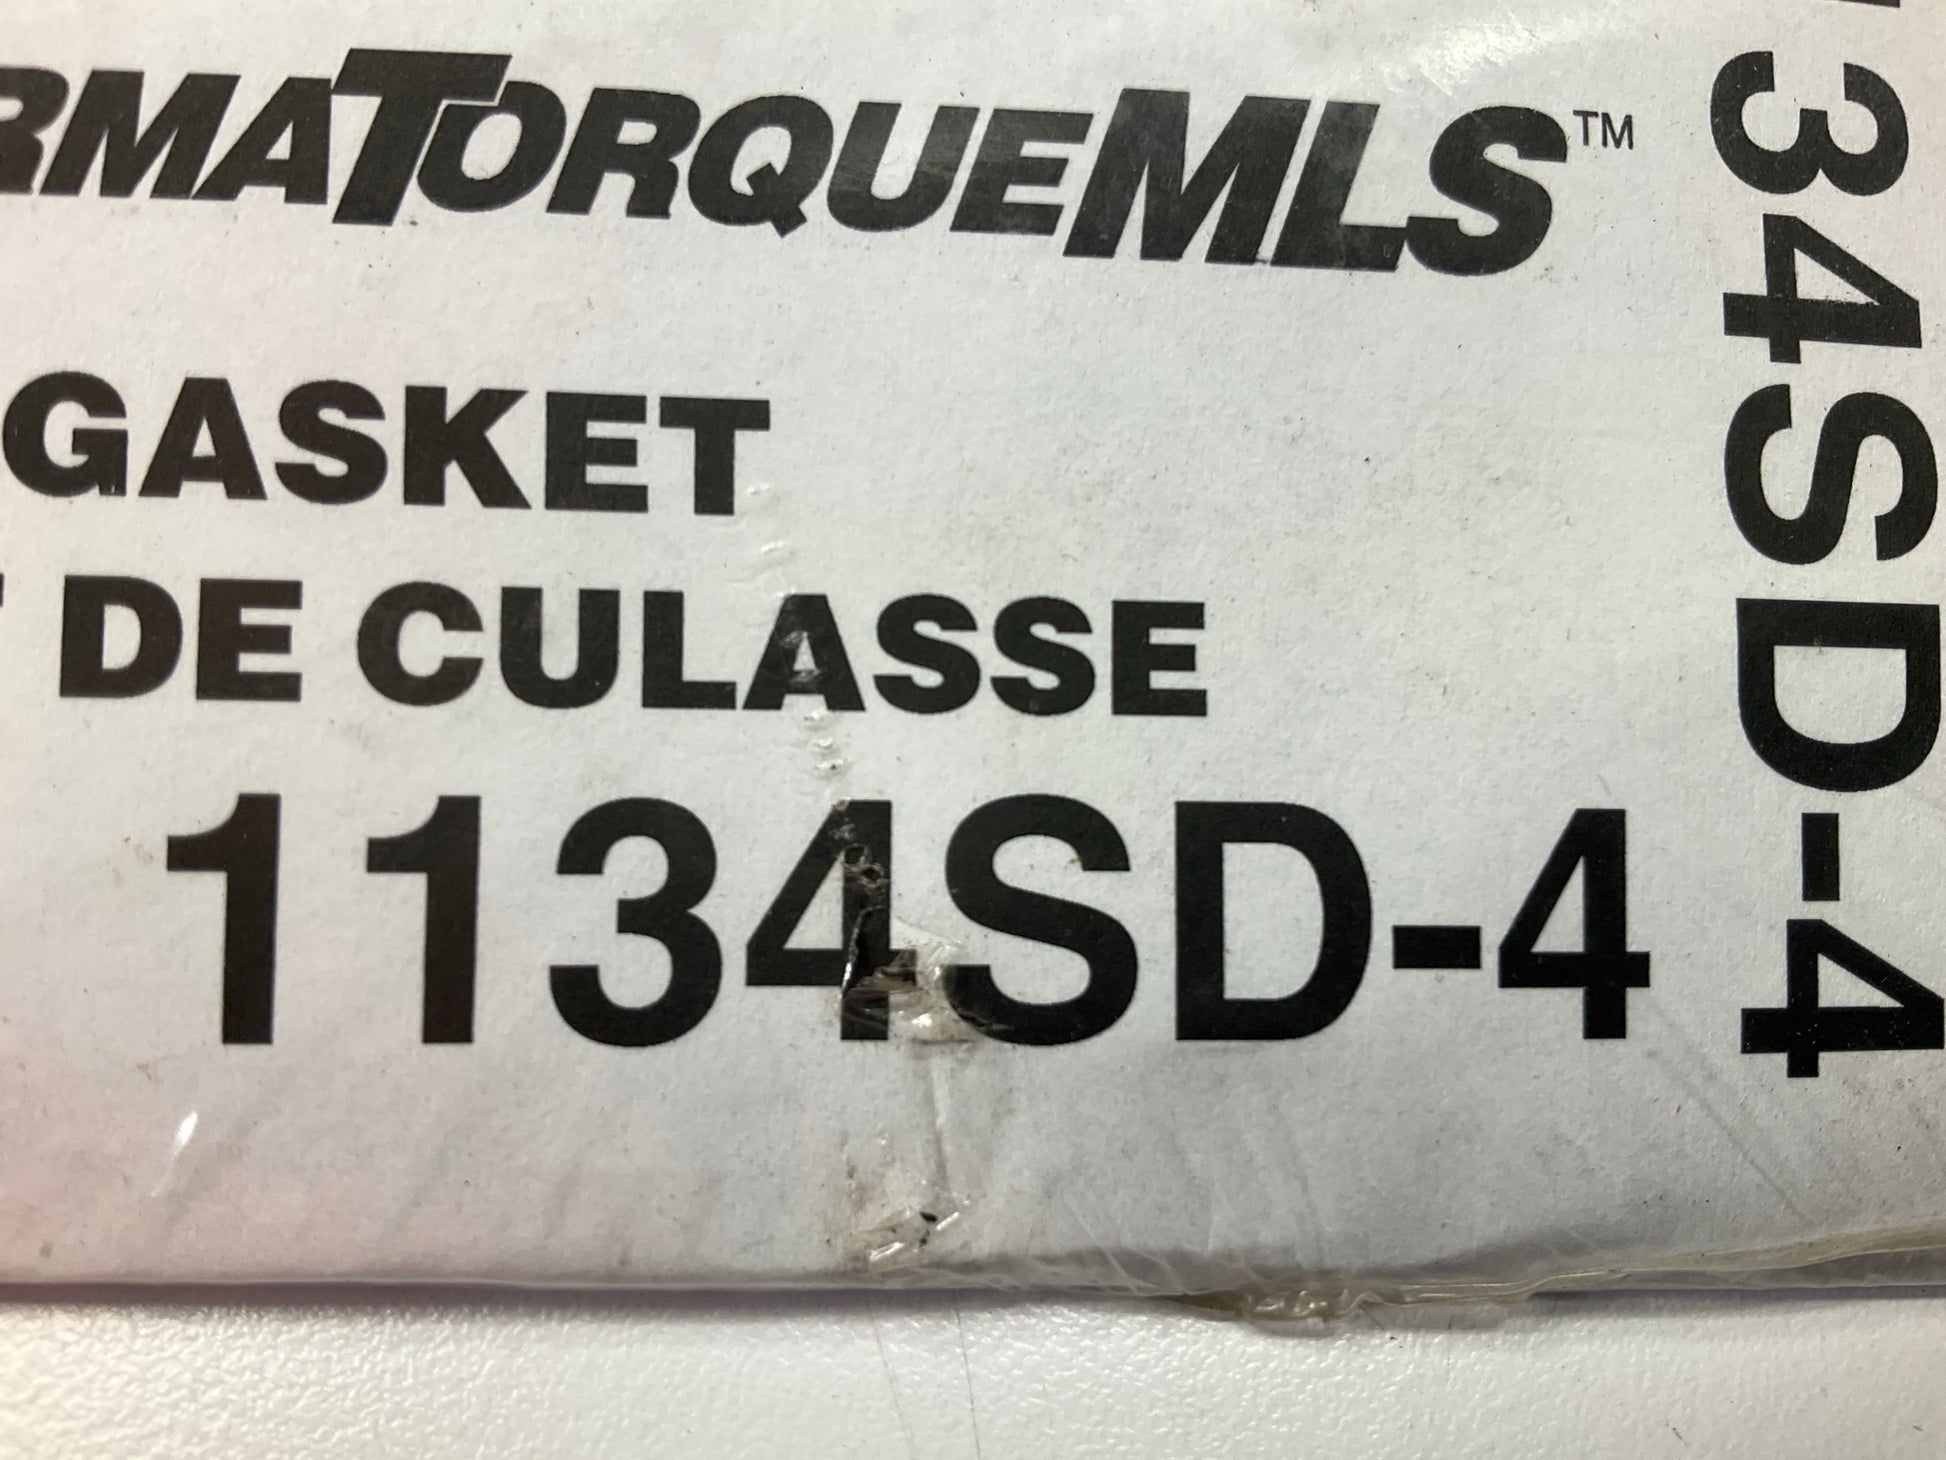 RMATORQUEMLS™
GASKET
DE CULASSE
1134SD-4
34SD-4